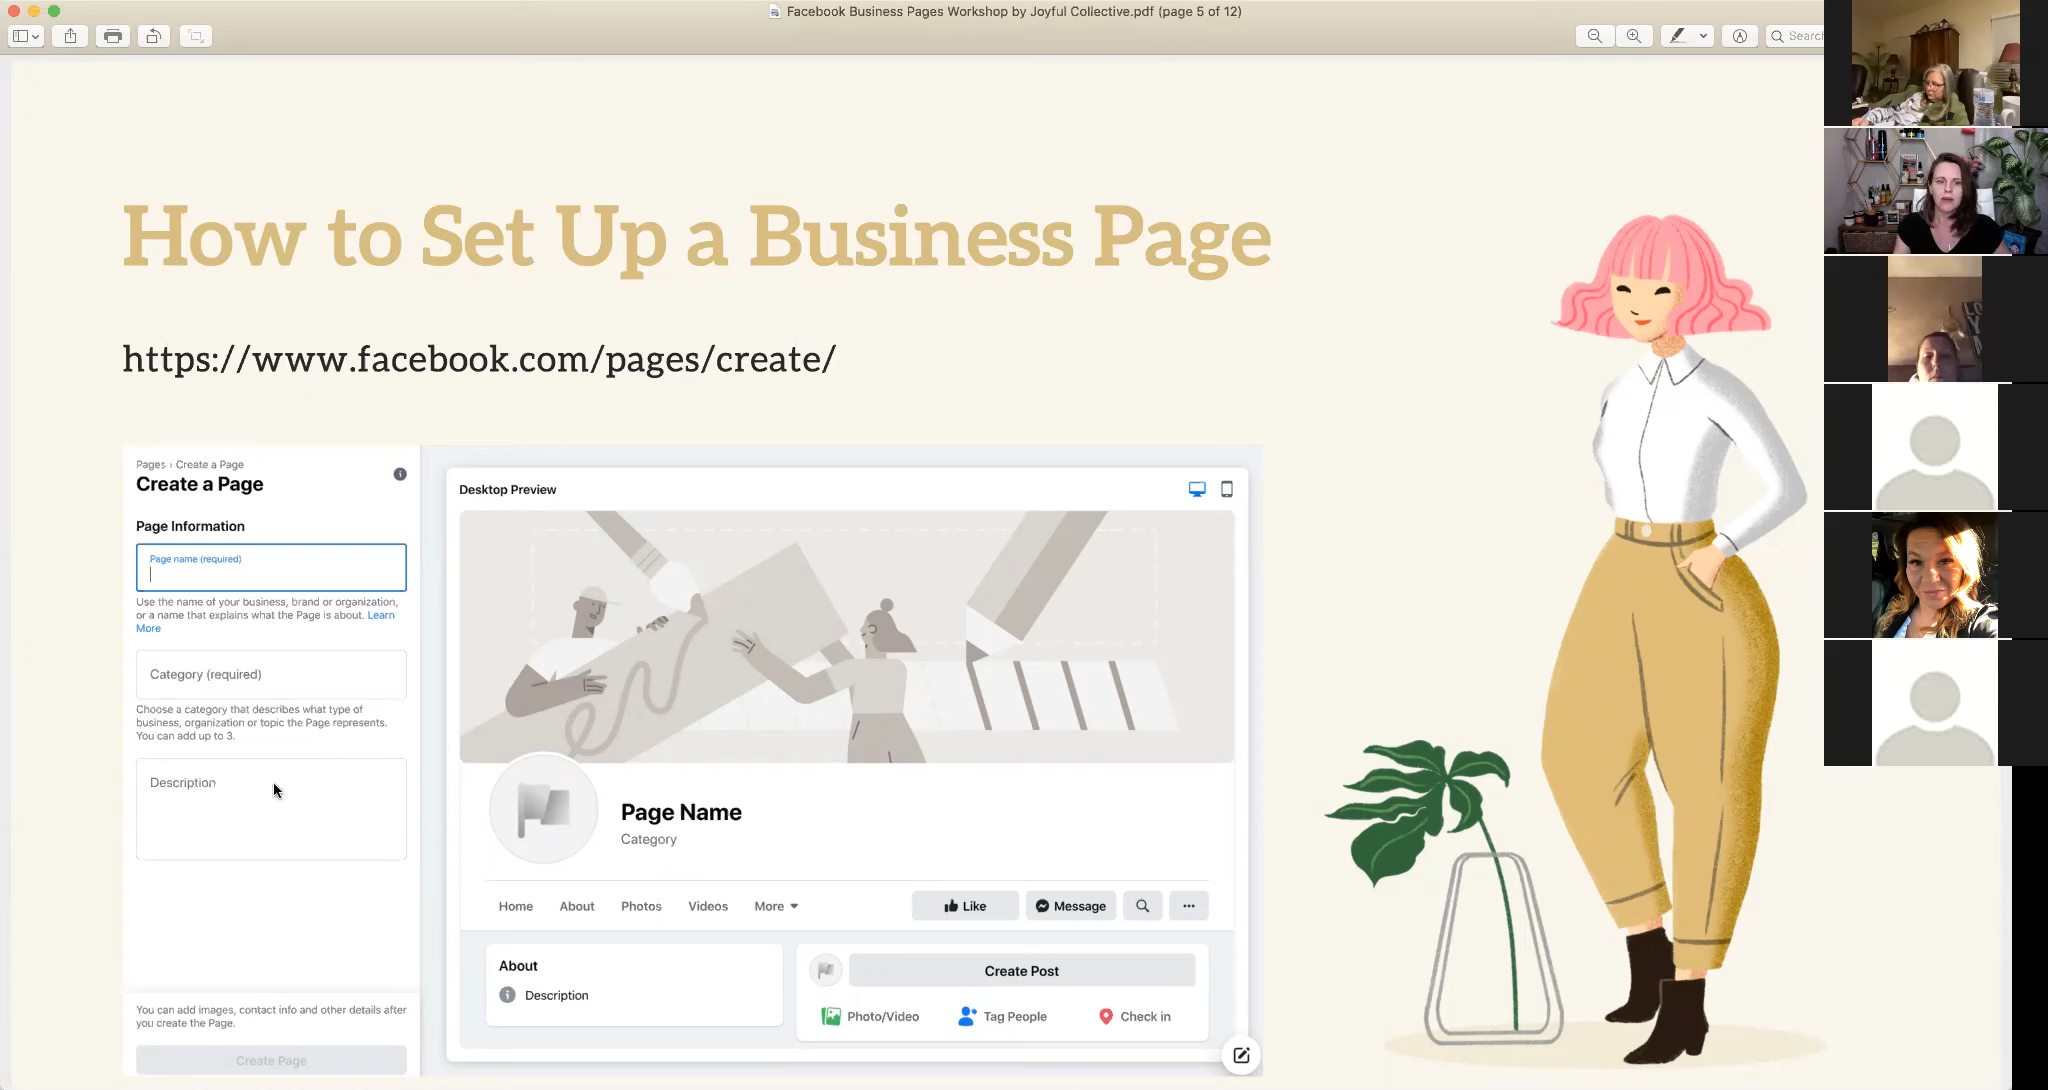 Facebook Business Pages Workshop by Joyful Collective.pdf (page 5 of 12)
Search
How to Set Up a Business Page
https://www.facebook.com/pages/create/
Pages › Create a Page
Create a Page
Page Information
Page name (required)
Use the name of your business, brand or organization,
or a name that explains what the Page is about. Learn
More
Category (required)
Choose a category that describes what type of
business, organization or topic the Page represents.
You can add up to 3.
Description
You can add images, contact info and other details after
you create the Page.
Create Page
Desktop Preview
Page Name
Category
Home About Photos Videos More
Like Message
About
Description
Create Post
Photo/Video Tag People Check in